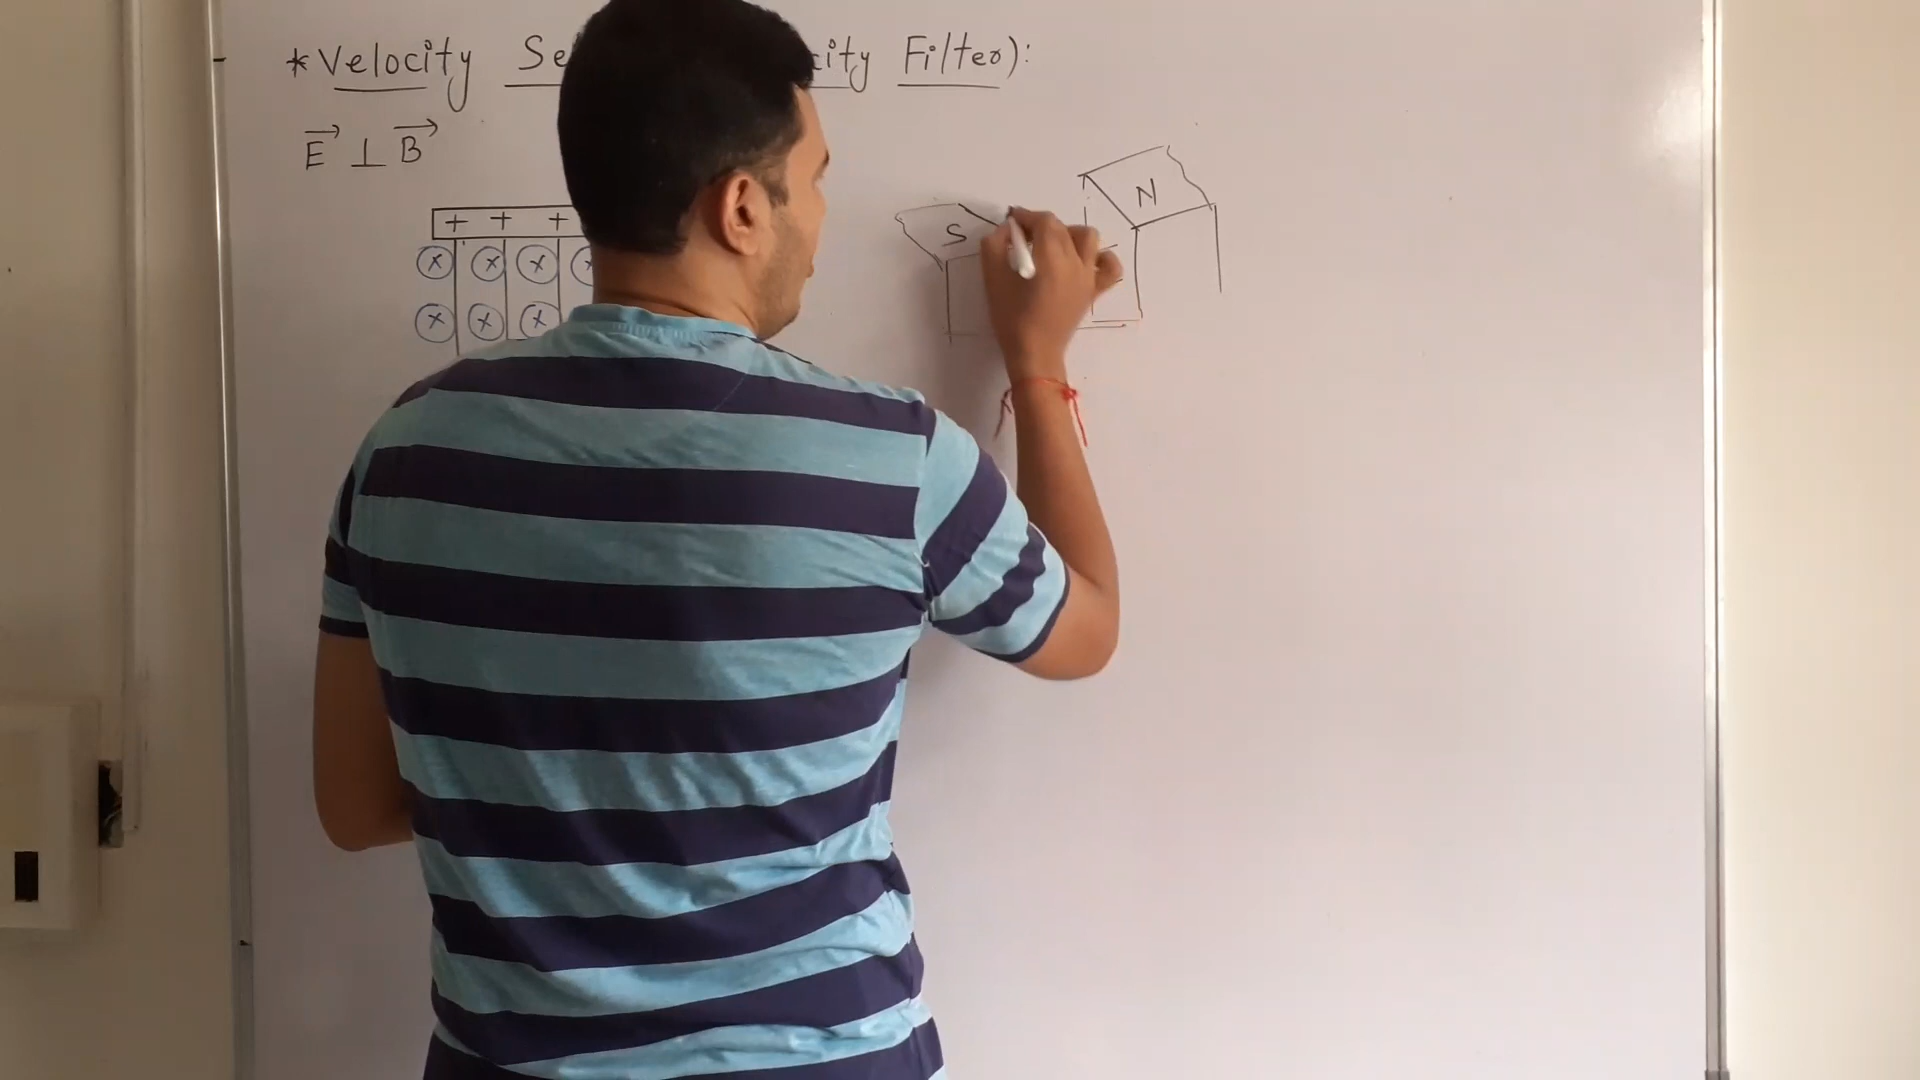 * Velocity Filter):
E ⊥ B
+ + +
N
S
x x x
x x x